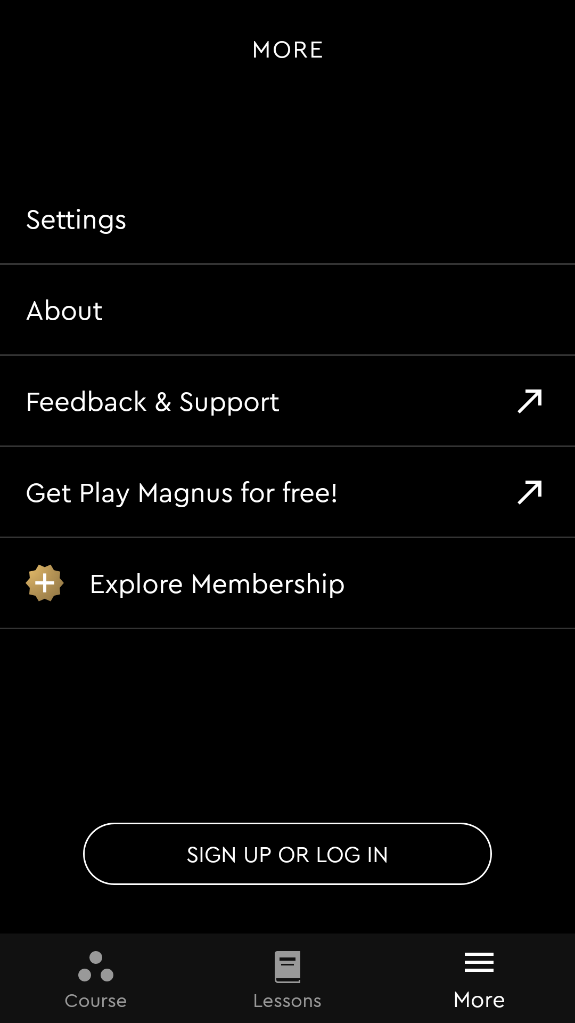 MORE
Settings
About
Feedback & Support
Get Play Magnus for free!
Explore Membership
SIGN UP OR LOG IN
Course
Lessons
More